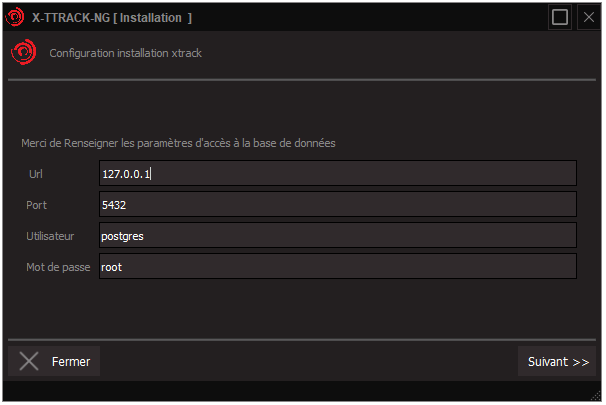 X-TTRACK-NG [ Installation ]
Configuration installation xtrack
Merci de Renseigner les paramètres d'accès à la base de données
Url 127.0.0.1
Port 5432
Utilisateur postgres
Mot de passe root
Fermer Suivant >>